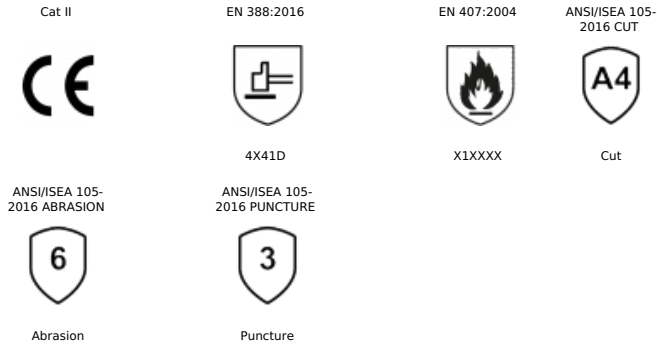 Cat II
EN 388:2016
EN 407:2004
ANSI/ISEA 105-
2016 CUT
CE
A4
4X41D
X1XXXX
Cut
ANSI/ISEA 105-
2016 ABRASION
ANSI/ISEA 105-
2016 PUNCTURE
6
3
Abrasion
Puncture